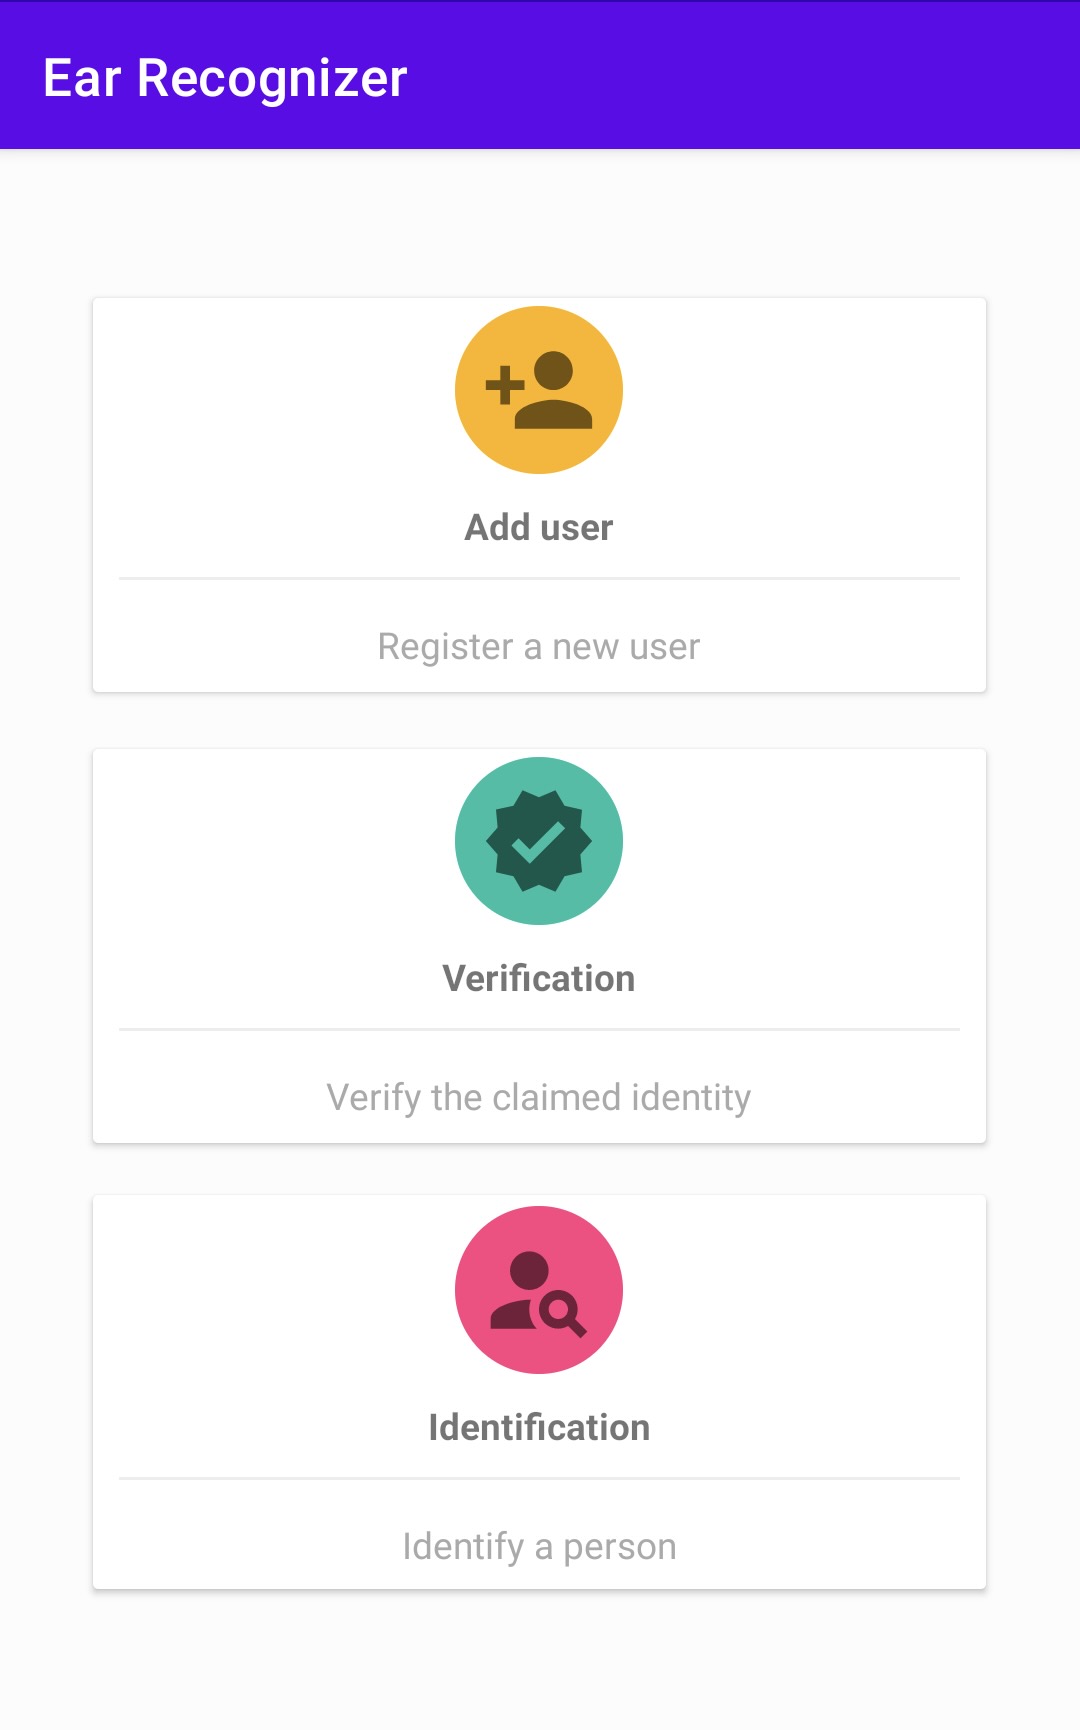 Ear Recognizer
Add user
Register a new user
Verification
Verify the claimed identity
Identification
Identify a person